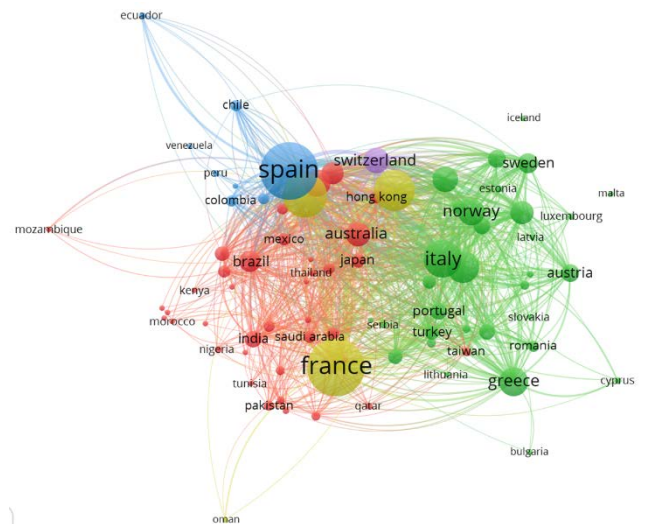 ecuador
chile
iceland
venezuela
spain
switzerland
sweden
peru
estonia
malta
hong kong
colombia
norway
luxembourg
mozambique
australia
mexico
latvia
brazil
japan
italy
austria
thailand
kenya
portugal
slovakia
morocco
serbia
india
saudi arabia
turkey
romania
nigeria
taiwan
france
lithuania
tunisia
greece
cyprus
pakistan
qatar
bulgaria
oman